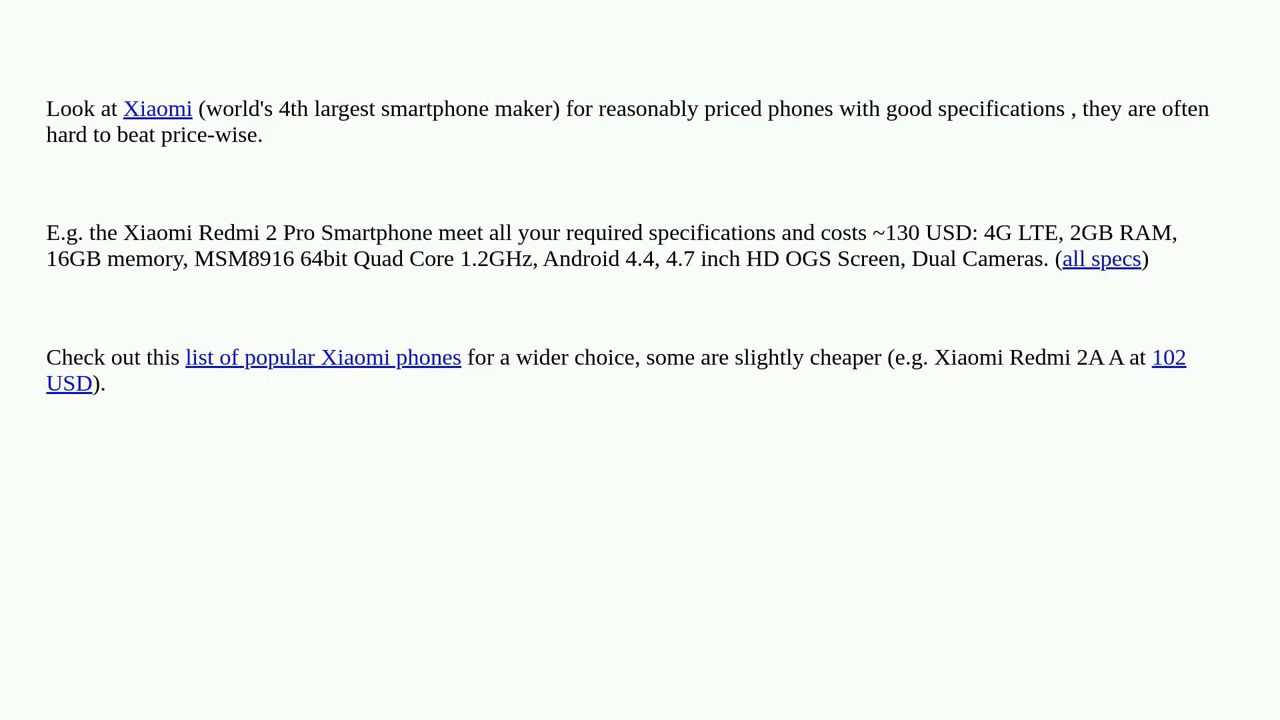 Look at Xiaomi (world's 4th largest smartphone maker) for reasonably priced phones with good specifications , they are often
hard to beat price-wise.
E.g. the Xiaomi Redmi 2 Pro Smartphone meet all your required specifications and costs ~130 USD: 4G LTE, 2GB RAM,
16GB memory, MSM8916 64bit Quad Core 1.2GHz, Android 4.4, 4.7 inch HD OGS Screen, Dual Cameras. (all specs)
Check out this list of popular Xiaomi phones for a wider choice, some are slightly cheaper (e.g. Xiaomi Redmi 2A A at 102
USD).